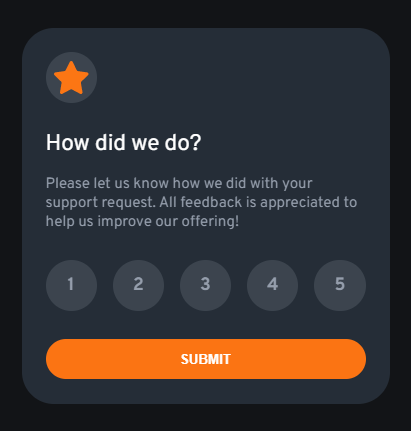 How did we do?
Please let us know how we did with your
support request. All feedback is appreciated to
help us improve our offering!
1 2 3 4 5
SUBMIT